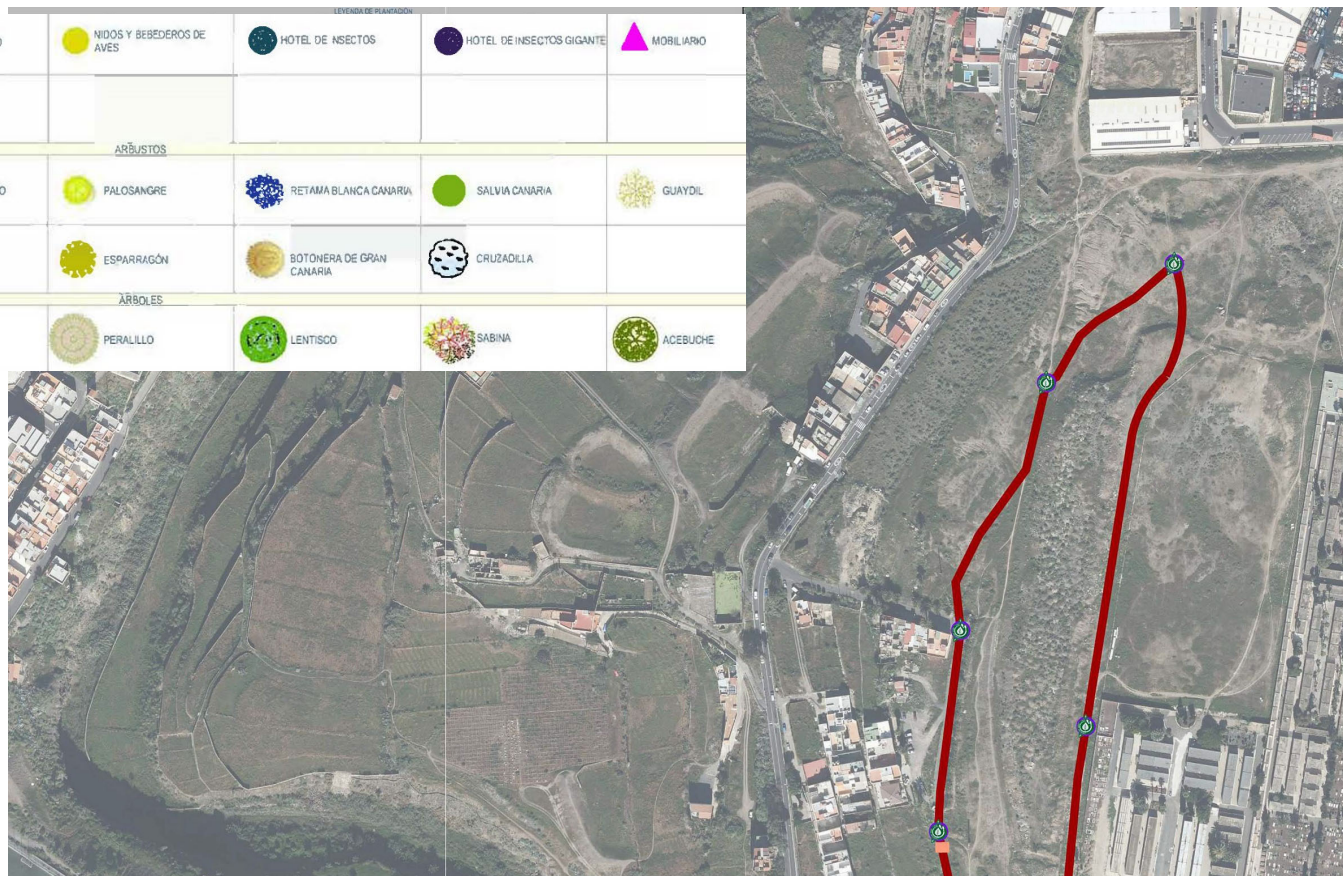 LEYENDA DE PLANTACIÓN
O
NIDOS Y BEBEDEROS DE
AVES
HOTEL DE INSECTOS
HOTEL DE INSECTOS GIGANTE
MOBILIARIO
ARBUSTOS
O
PALOSANGRE
RETAMA BLANCA CANARIA
SALVIA CANARIA
GUAYDIL
ESPARRAGÓN
BOTONERA DE GRAN
CANARIA
CRUZADILLA
ÁRBOLES
PERALILLO
LENTISCO
SABINA
ACEBUCHE